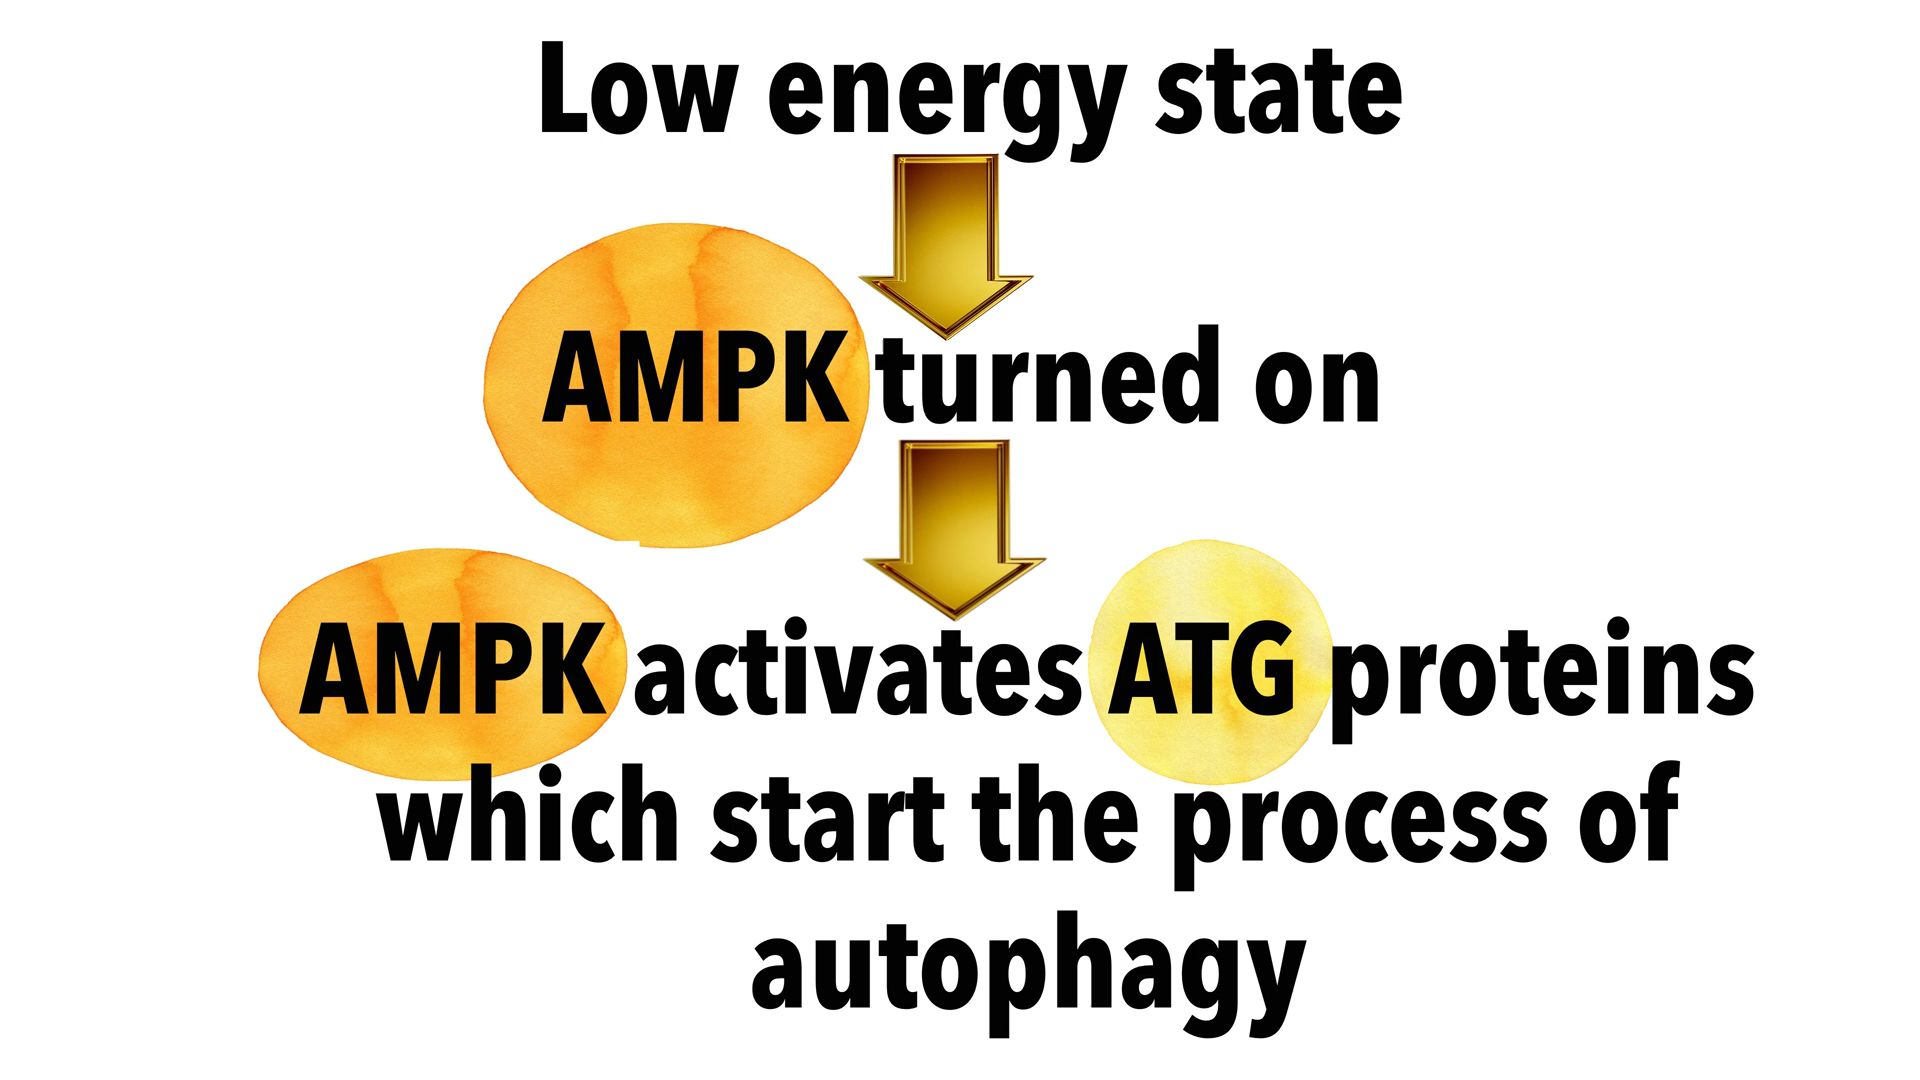 Low energy state
AMPK turned on
AMPK activates ATG proteins
which start the process of
autophagy